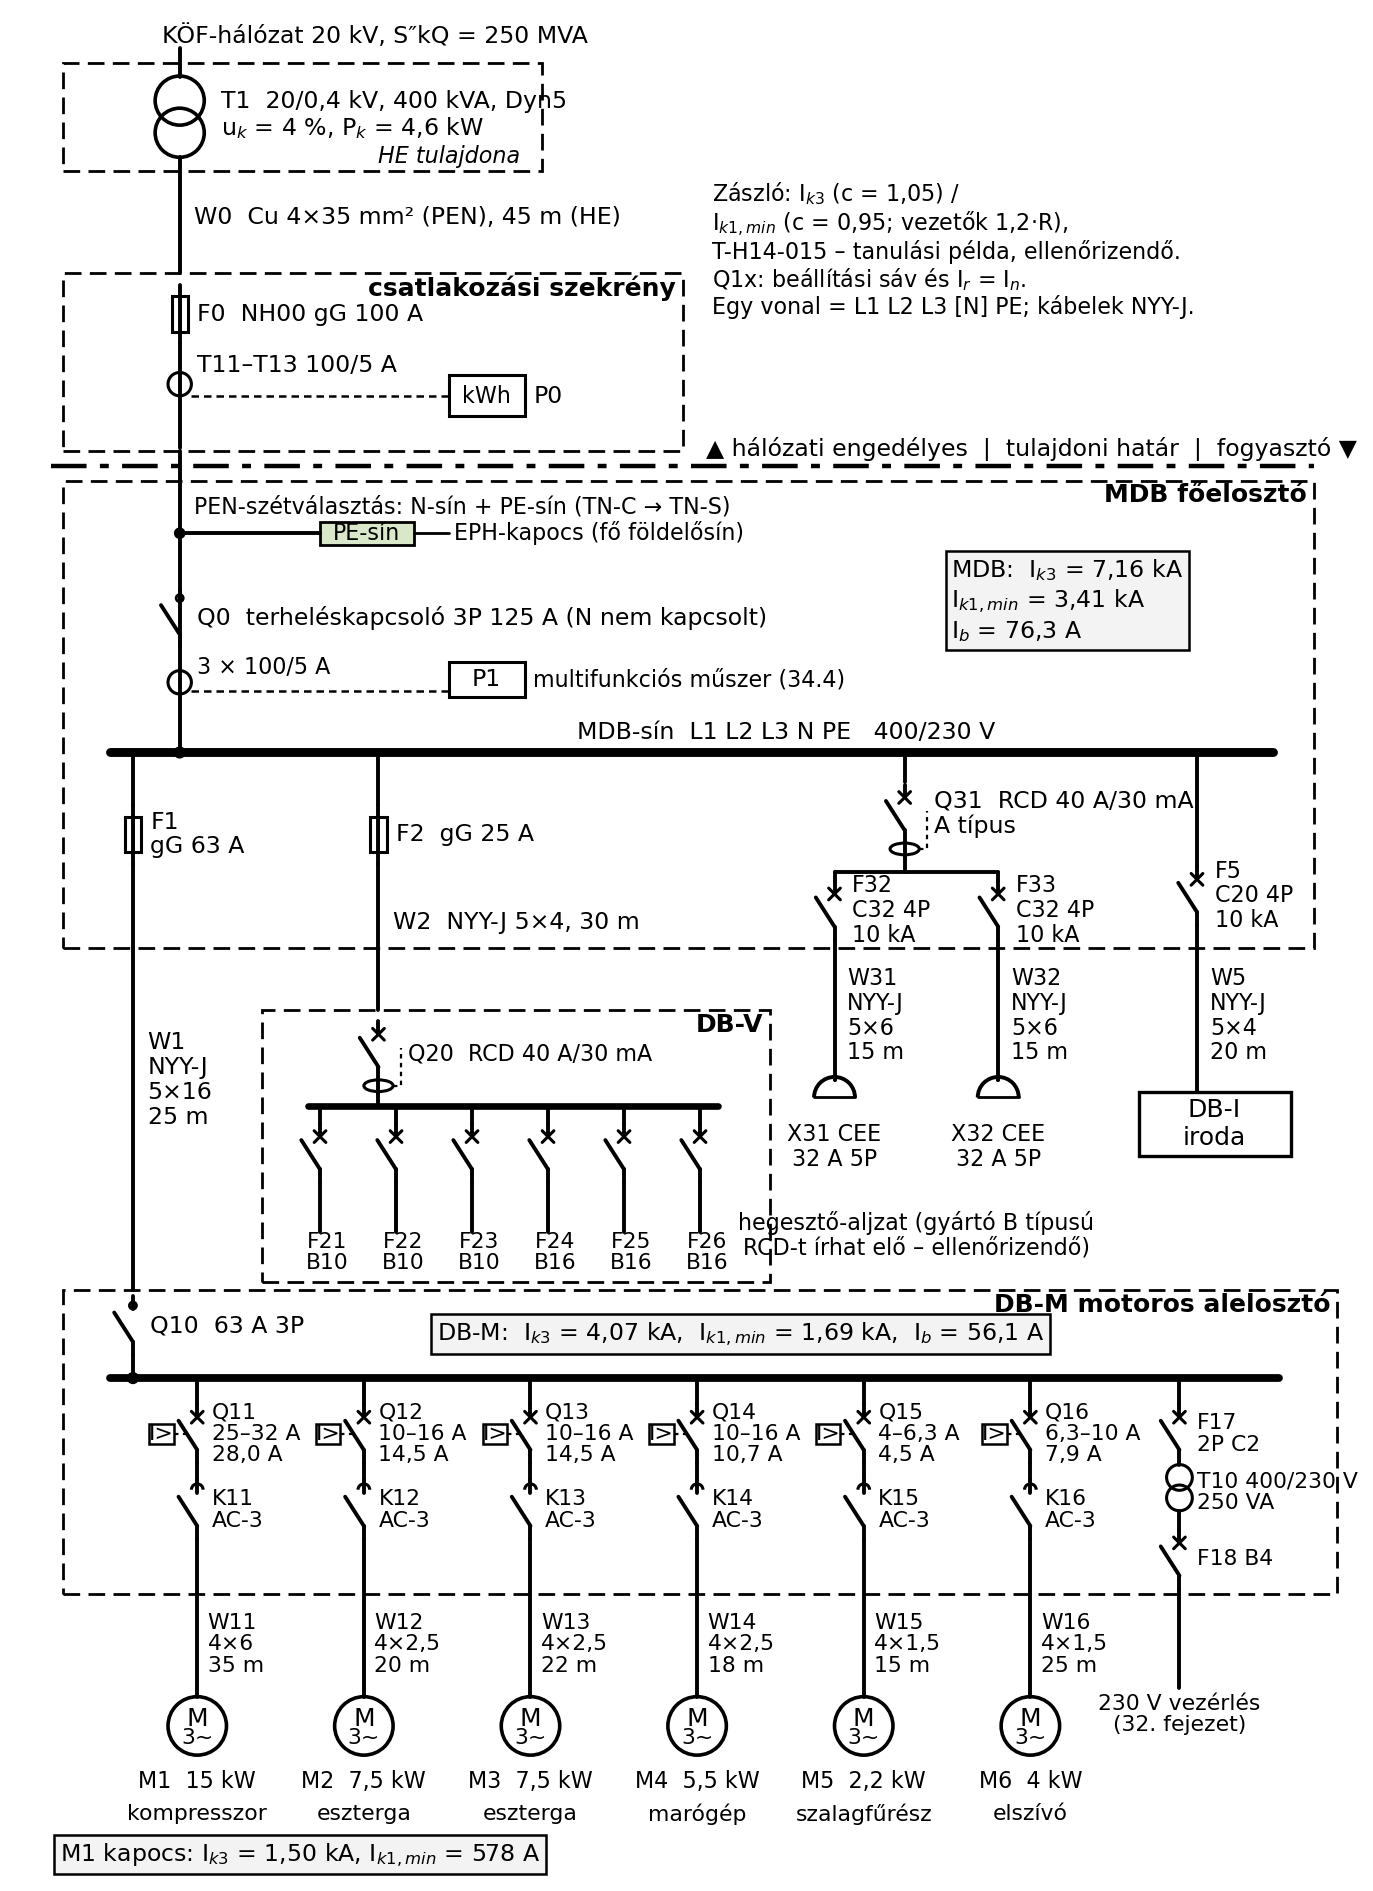 KÖF-hálózat 20 kV, S″kQ = 250 MVA
T1  20/0,4 kV, 400 kVA, Dyn5
uk = 4 %, Pk = 4,6 kW
HE tulajdona
W0  Cu 4×35 mm² (PEN), 45 m (HE)
Zászló: Ik3 (c = 1,05) /
Ik1,min (c = 0,95; vezetők 1,2·R),
T-H14-015 – tanulási példa, ellenőrizendő.
Q1x: beállítási sáv és Ir = In.
Egy vonal = L1 L2 L3 [N] PE; kábelek NYY-J.
csatlakozási szekrény
F0  NH00 gG 100 A
T11–T13 100/5 A
kWh
P0
▲ hálózati engedélyes  |  tulajdoni határ  |  fogyasztó ▼
MDB főelosztó
PEN-szétválasztás: N-sín + PE-sín (TN-C → TN-S)
PE-sín
EPH-kapocs (fő földelősín)
MDB:  Ik3 = 7,16 kA
Ik1,min = 3,41 kA
Ib = 76,3 A
Q0  terheléskapcsoló 3P 125 A (N nem kapcsolt)
3 × 100/5 A
P1
multifunkciós műszer (34.4)
MDB-sín  L1 L2 L3 N PE   400/230 V
F1
gG 63 A
F2  gG 25 A
W2  NYY-J 5×4, 30 m
Q31  RCD 40 A/30 mA
A típus
F32
C32 4P
10 kA
F33
C32 4P
10 kA
F5
C20 4P
10 kA
W1
NYY-J
5×16
25 m
DB-V
Q20  RCD 40 A/30 mA
W31
NYY-J
5×6
15 m
W32
NYY-J
5×6
15 m
W5
NYY-J
5×4
20 m
X31 CEE
32 A 5P
X32 CEE
32 A 5P
DB-I
iroda
F21
B10
F22
B10
F23
B10
F24
B16
F25
B16
F26
B16
hegesztő-aljzat (gyártó B típusú
RCD-t írhat elő – ellenőrizendő)
DB-M motoros alelosztó
Q10  63 A 3P
DB-M:  Ik3 = 4,07 kA,  Ik1,min = 1,69 kA,  Ib = 56,1 A
I>
Q11
25–32 A
28,0 A
I>
Q12
10–16 A
14,5 A
I>
Q13
10–16 A
14,5 A
I>
Q14
10–16 A
10,7 A
I>
Q15
4–6,3 A
4,5 A
I>
Q16
6,3–10 A
7,9 A
F17
2P C2
K11
AC-3
K12
AC-3
K13
AC-3
K14
AC-3
K15
AC-3
K16
AC-3
T10 400/230 V
250 VA
F18 B4
W11
4×6
35 m
W12
4×2,5
20 m
W13
4×2,5
22 m
W14
4×2,5
18 m
W15
4×1,5
15 m
W16
4×1,5
25 m
230 V vezérlés
(32. fejezet)
M
3~
M
3~
M
3~
M
3~
M
3~
M
3~
M1  15 kW
kompresszor
M2  7,5 kW
eszterga
M3  7,5 kW
eszterga
M4  5,5 kW
marógép
M5  2,2 kW
szalagfűrész
M6  4 kW
elszívó
M1 kapocs: Ik3 = 1,50 kA, Ik1,min = 578 A